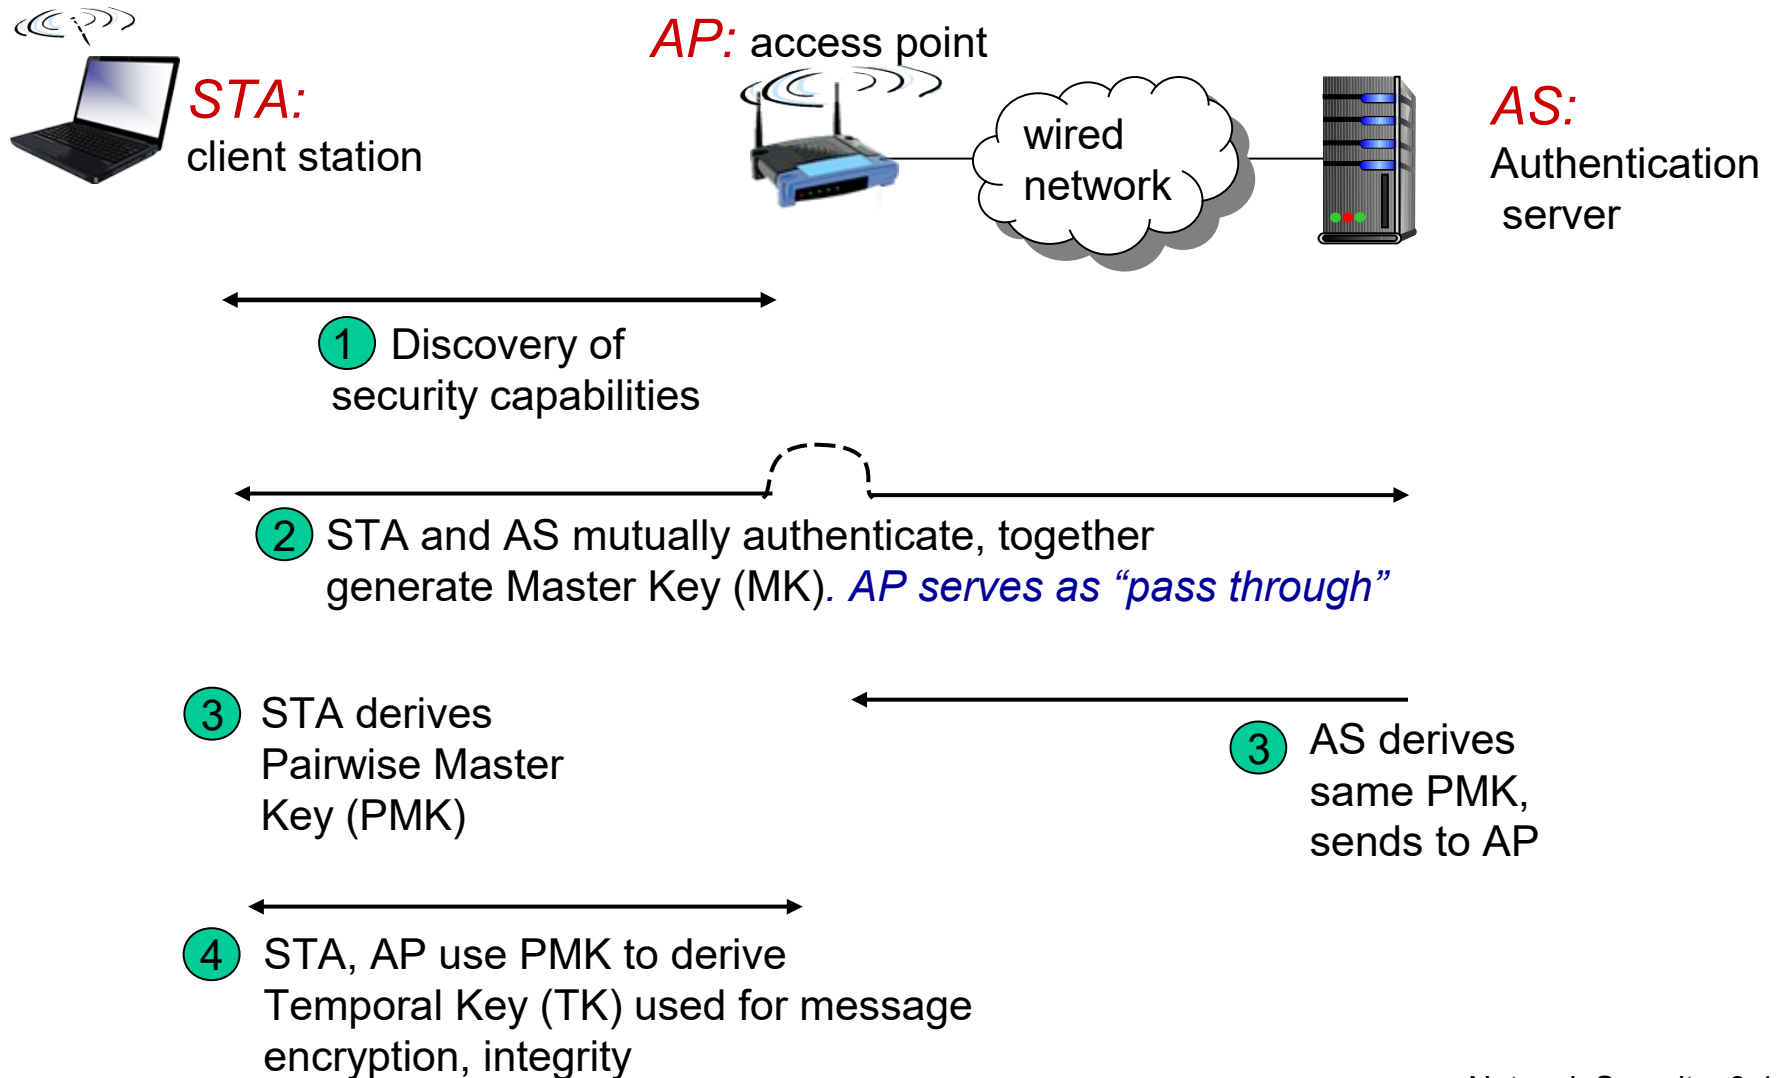 AP: access point
STA:
client station
wired
network
AS:
Authentication
server
1 Discovery of
security capabilities
2 STA and AS mutually authenticate, together
generate Master Key (MK). AP serves as “pass through”
3 STA derives
Pairwise Master
Key (PMK)
3 AS derives
same PMK,
sends to AP
4 STA, AP use PMK to derive
Temporal Key (TK) used for message
encryption, integrity